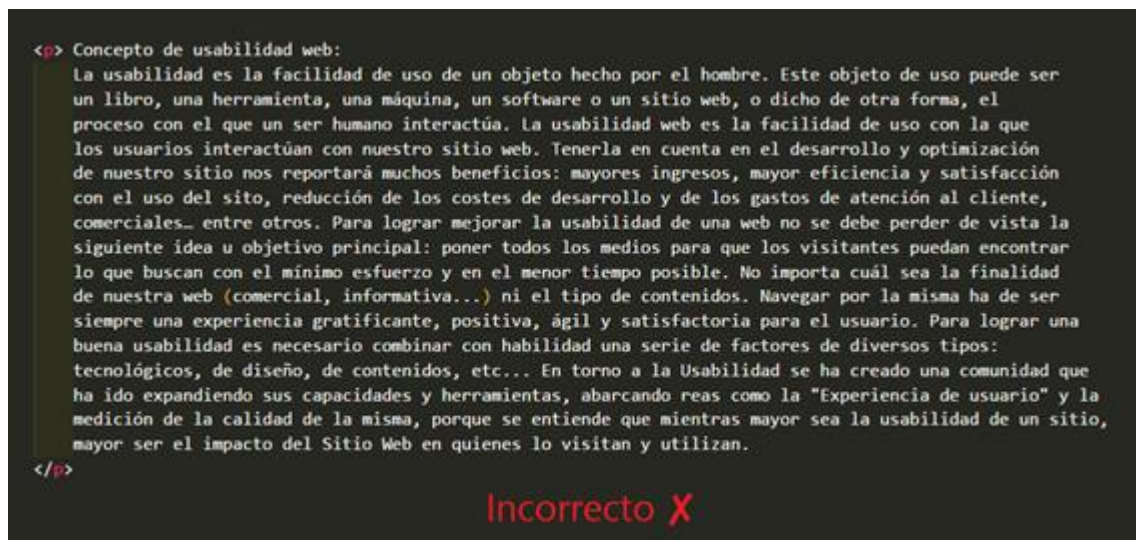 <p> Concepto de usabilidad web:
La usabilidad es la facilidad de uso de un objeto hecho por el hombre. Este objeto de uso puede ser
un libro, una herramienta, una máquina, un software o un sitio web, o dicho de otra forma, el
proceso con el que un ser humano interactúa. La usabilidad web es la facilidad de uso con la que
los usuarios interactúan con nuestro sitio web. Tenerla en cuenta en el desarrollo y optimización
de nuestro sitio nos reportará muchos beneficios: mayores ingresos, mayor eficiencia y satisfacción
con el uso del sito, reducción de los costes de desarrollo y de los gastos de atención al cliente,
comerciales… entre otros. Para lograr mejorar la usabilidad de una web no se debe perder de vista la
siguiente idea u objetivo principal: poner todos los medios para que los visitantes puedan encontrar
lo que buscan con el mínimo esfuerzo y en el menor tiempo posible. No importa cuál sea la finalidad
de nuestra web (comercial, informativa...) ni el tipo de contenidos. Navegar por la misma ha de ser
siempre una experiencia gratificante, positiva, ágil y satisfactoria para el usuario. Para lograr una
buena usabilidad es necesario combinar con habilidad una serie de factores de diversos tipos:
tecnológicos, de diseño, de contenidos, etc... En torno a la Usabilidad se ha creado una comunidad que
ha ido expandiendo sus capacidades y herramientas, abarcando reas como la "Experiencia de usuario" y la
medición de la calidad de la misma, porque se entiende que mientras mayor sea la usabilidad de un sitio,
mayor ser el impacto del Sitio Web en quienes lo visitan y utilizan.
</p>
Incorrecto ✗